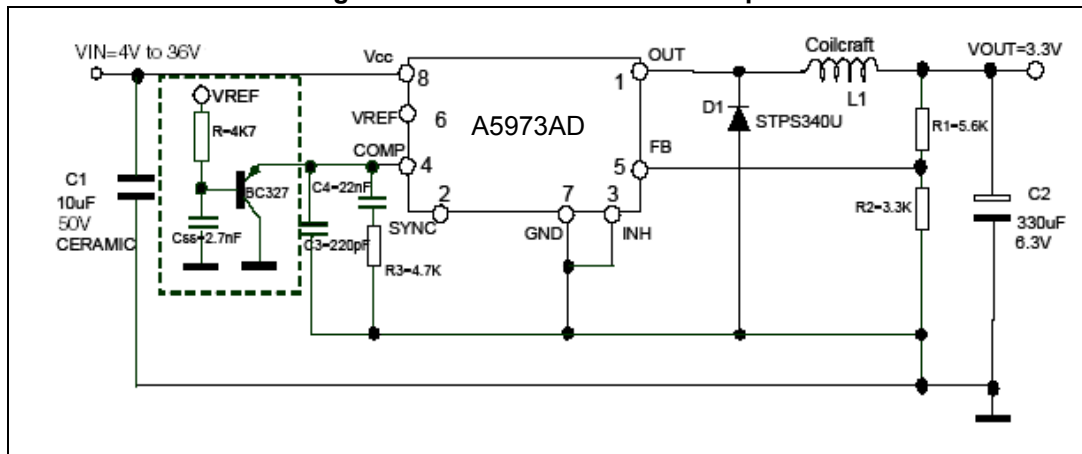 VIN=4V to 36V
VREF
R=4K7
BC327
Css=2.7nF
C1
10uF
50V
CERAMIC
Vcc
8
VREF
6
COMP
4
C4=22nF
C3=220pF
R3=4.7K
SYNC
2
A5973AD
7
GND
3
INH
OUT
1
FB
5
D1
STPS340U
Coilcraft
L1
VOUT=3.3V
R1=5.6K
R2=3.3K
C2
330uF
6.3V